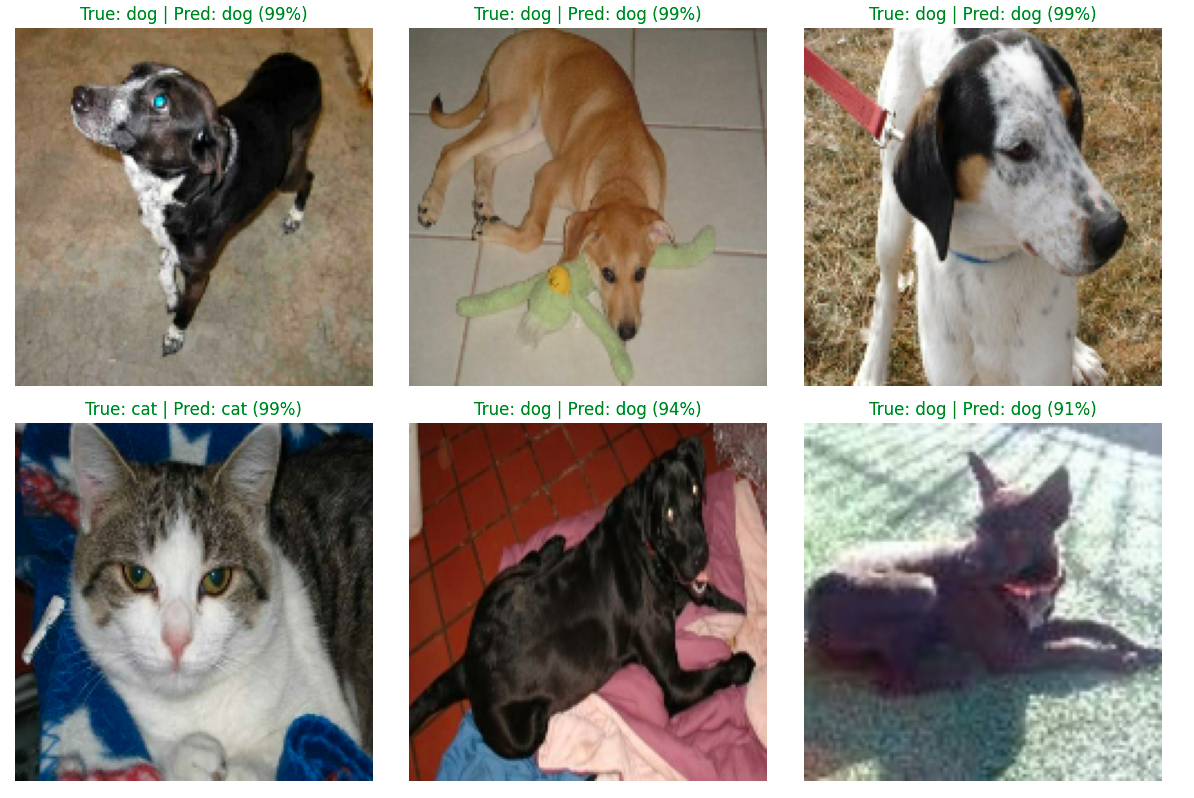 True: dog | Pred: dog (99%)
True: dog | Pred: dog (99%)
True: dog | Pred: dog (99%)
True: cat | Pred: cat (99%)
True: dog | Pred: dog (94%)
True: dog | Pred: dog (91%)